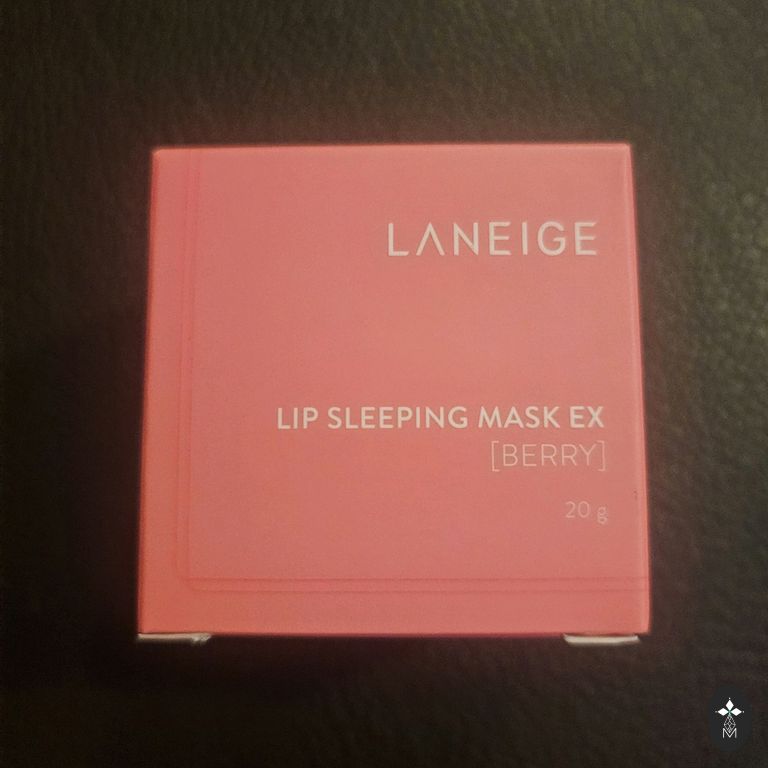 LANEIGE
LIP SLEEPING MASK EX
[BERRY]
20 g
M